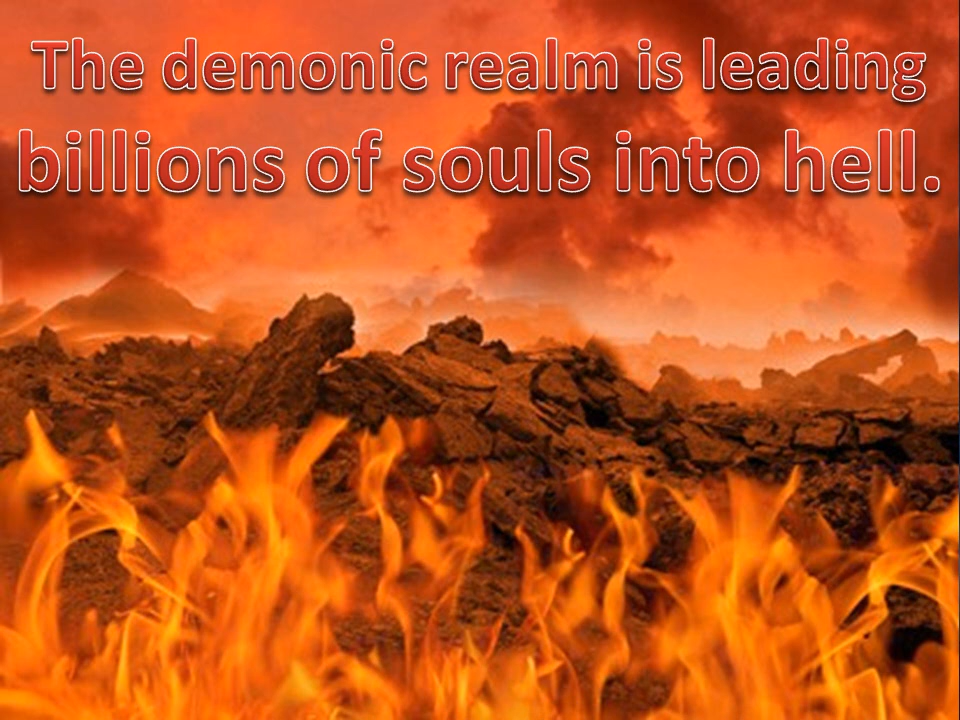 The demonic realm is leading
billions of souls into hell.